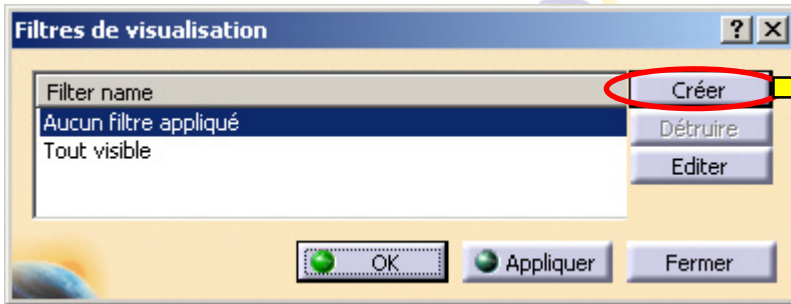 Filtres de visualisation
Filter name
Créer
Aucun filtre appliqué
Détruire
Tout visible
Editer
OK
Appliquer
Fermer